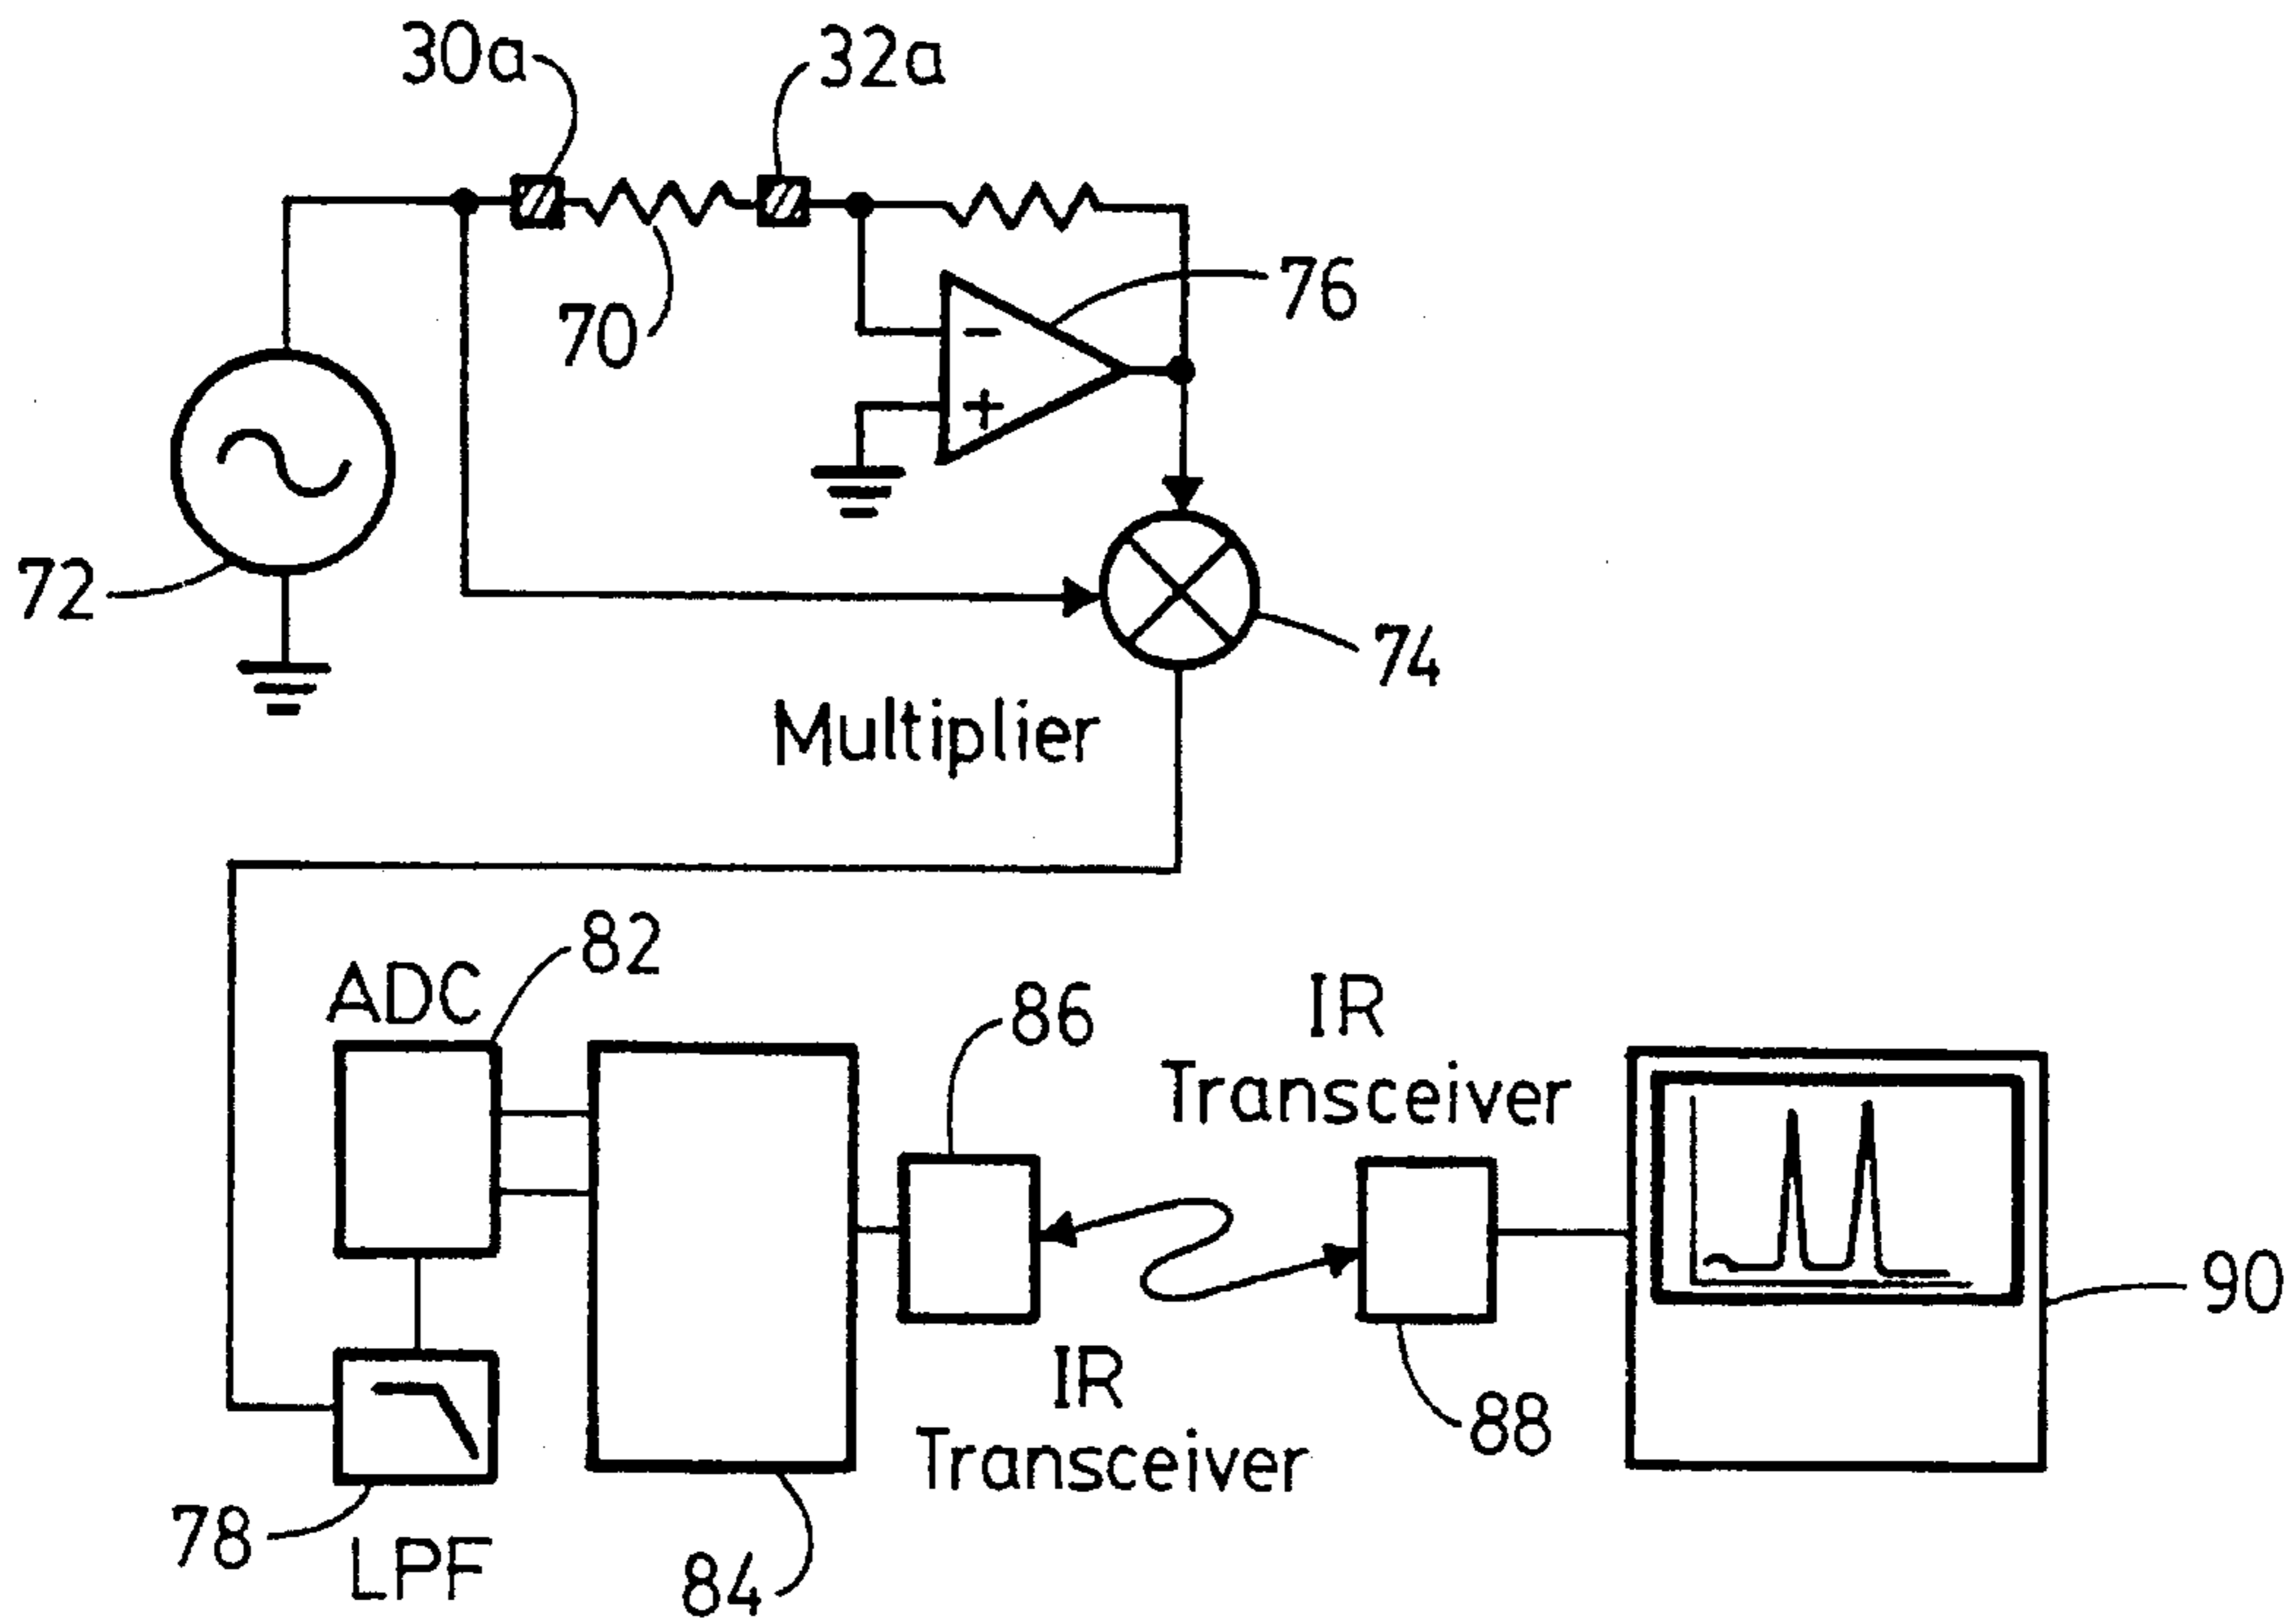 30a
32a
70
76
72
74
Multiplier
ADC
82
86
IR
Transceiver
90
IR
Transceiver
88
78
LPF
84